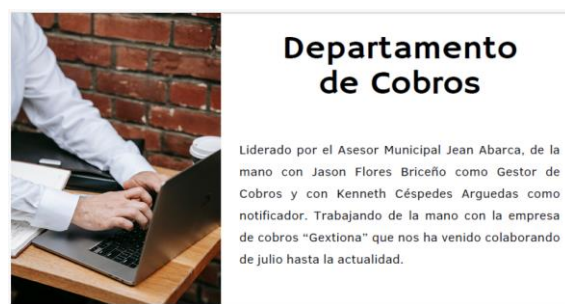 Departamento
de Cobros
Liderado por el Asesor Municipal Jean Abarca, de la
mano con Jason Flores Briceño como Gestor de
Cobros y con Kenneth Céspedes Arguedas como
notificador. Trabajando de la mano con la empresa
de cobros “Gextiona” que nos ha venido colaborando
de julio hasta la actualidad.